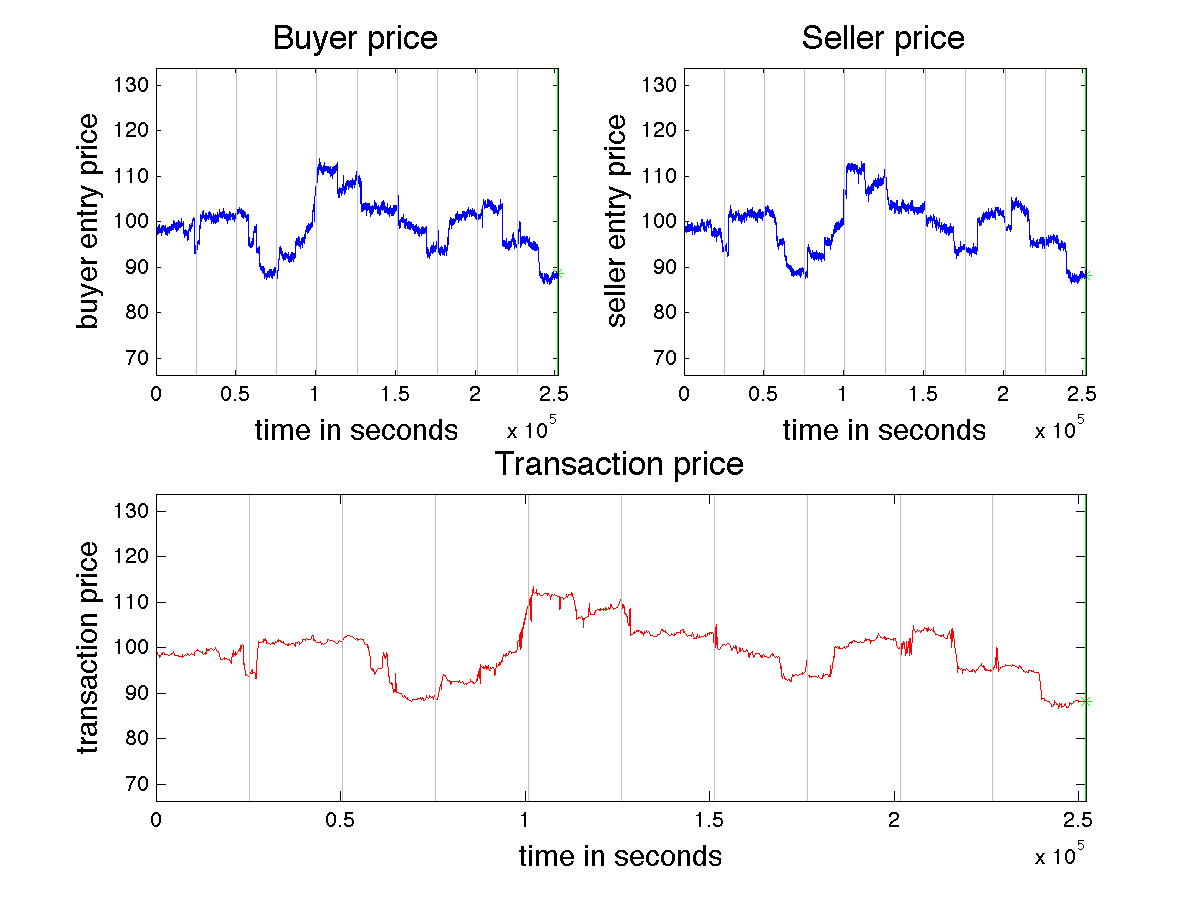 Buyer price
buyer entry price
130
120
110
100
90
80
70
0 0.5 1 1.5 2 2.5
x 10^5
time in seconds
Seller price
seller entry price
130
120
110
100
90
80
70
0 0.5 1 1.5 2 2.5
x 10^5
time in seconds
Transaction price
transaction price
130
120
110
100
90
80
70
0 0.5 1 1.5 2 2.5
x 10^5
time in seconds